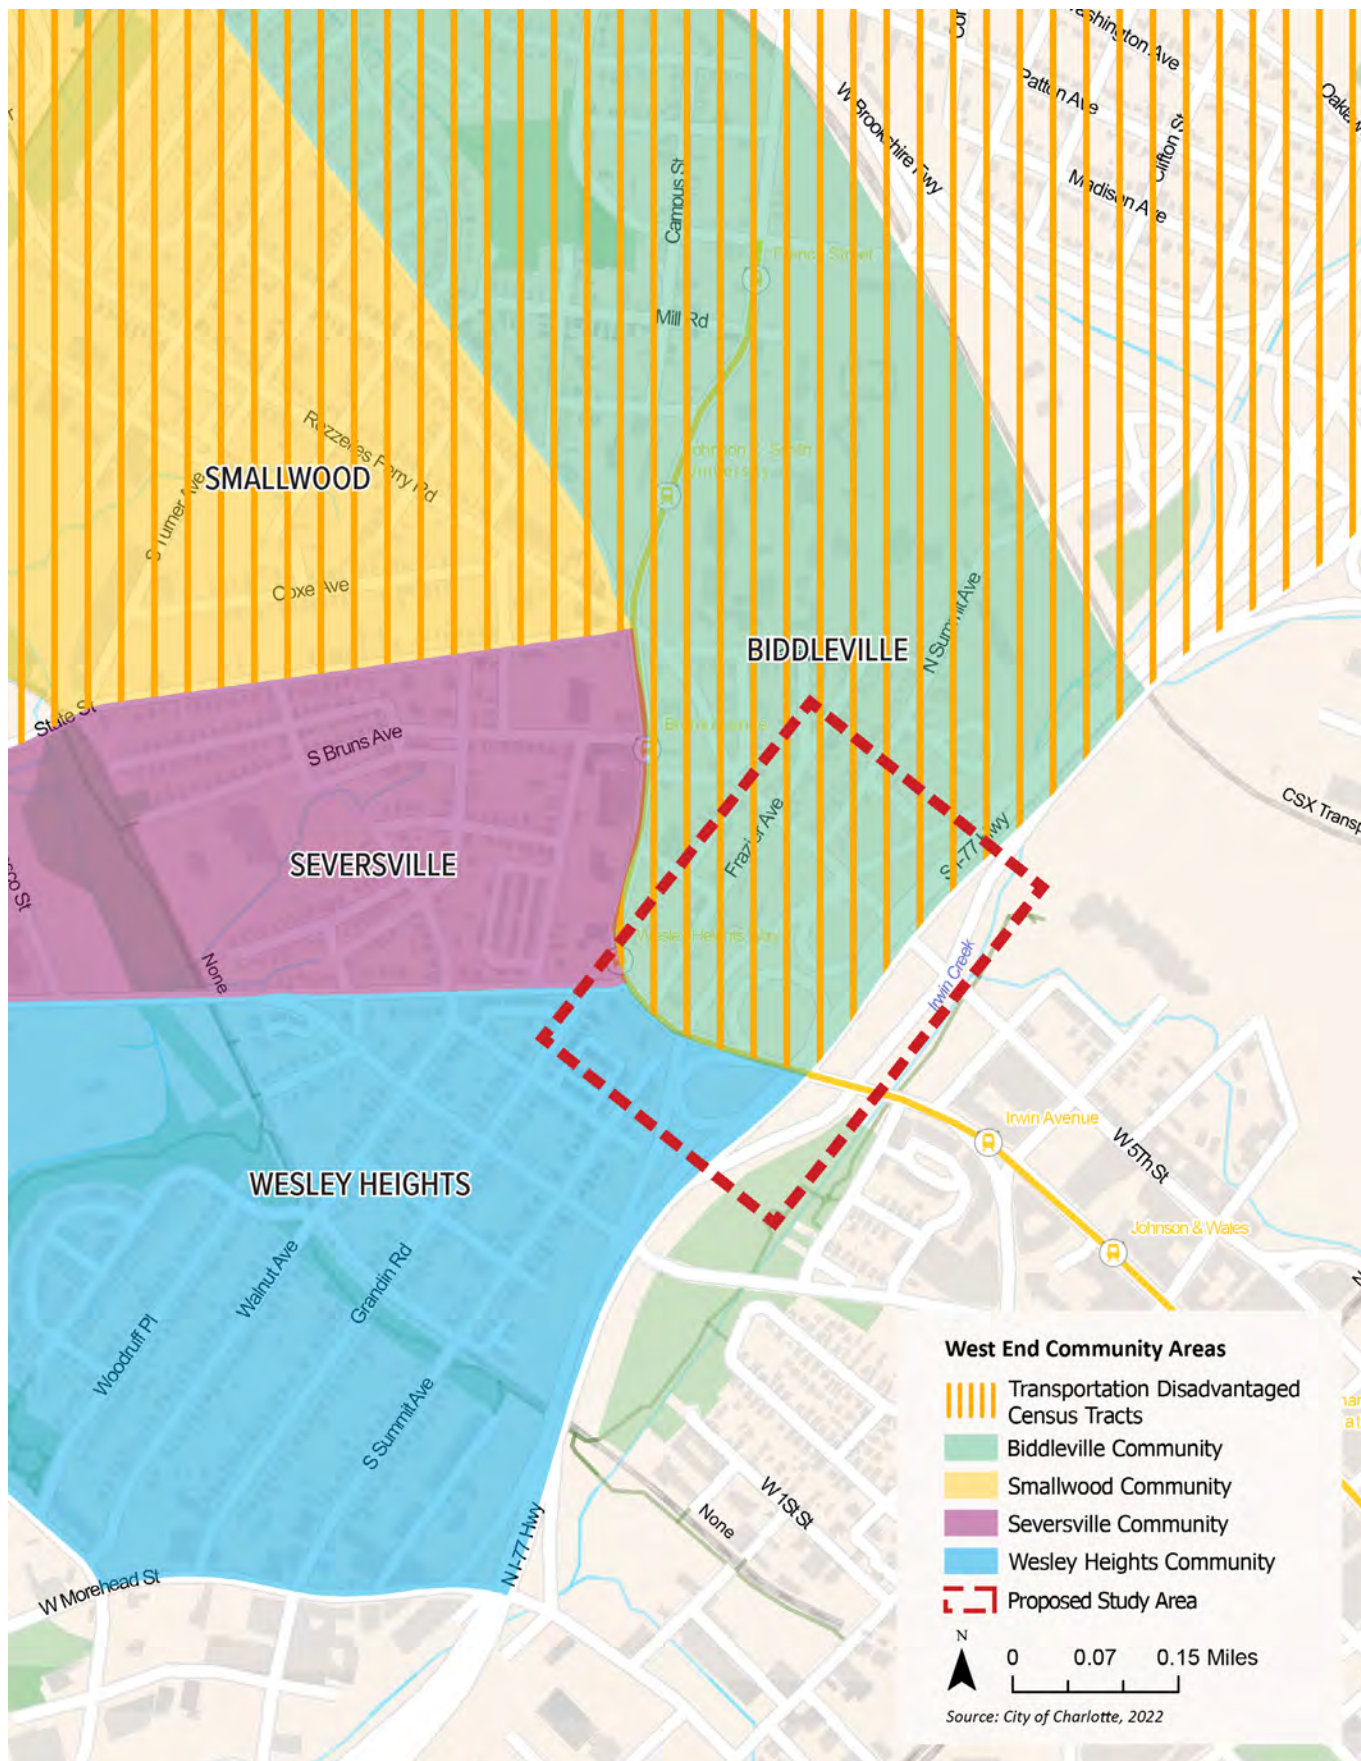 Washington Ave
Patton Ave
W Brookshire Fwy
Clifton St
Madison Ave
Campus St
French Street
Mill Rd
Rozzelles Ferry Rd
Johnson C. Smith
University
SMALLWOOD
S Turner Ave
Coxe Ave
N Summit Ave
BIDDLEVILLE
State St
S Bruns Ave
Bruns Avenue
CSX Transp
Frazier Ave
S I-77 Hwy
SEVERSVILLE
Wesley Heights Way
None
Irwin Creek
Irwin Avenue
W 5Th St
WESLEY HEIGHTS
Johnson & Wales
Walnut Ave
Grandin Rd
Woodruff Pl
S Summit Ave
West End Community Areas
Transportation Disadvantaged
Census Tracts
Biddleville Community
Smallwood Community
Seversville Community
Wesley Heights Community
Proposed Study Area
W 1St St
None
N I-77 Hwy
W Morehead St
N
0 0.07 0.15 Miles
Source: City of Charlotte, 2022